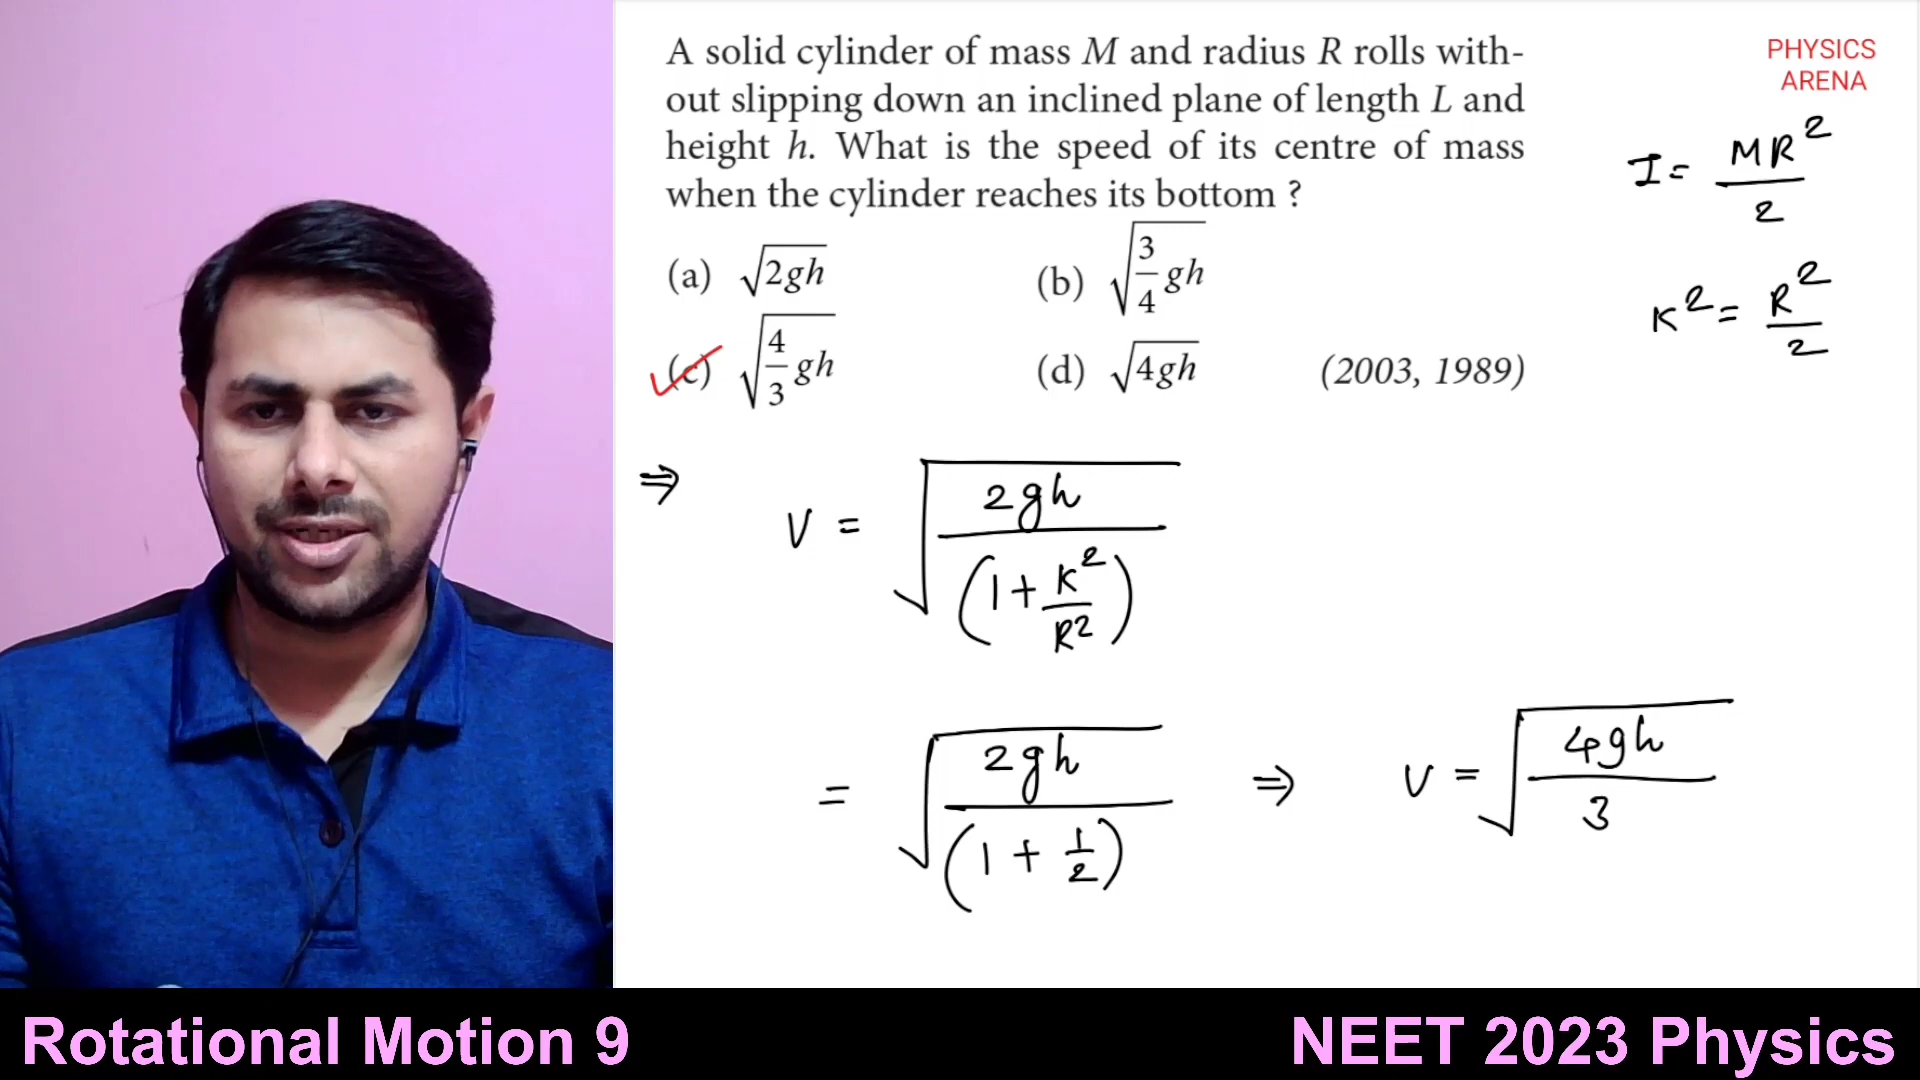 A solid cylinder of mass M and radius R rolls with-
out slipping down an inclined plane of length L and
height h. What is the speed of its centre of mass
when the cylinder reaches its bottom ?
(a) √2gh
(b) √3/4 gh
(c) √4/3 gh
(d) √4gh (2003, 1989)
PHYSICS
ARENA
I = MR²/2
K² = R²/2
⇒ V = √2gh/(1+K²/R²)
= √2gh/(1+1/2) ⇒ V = √4gh/3
Rotational Motion 9
NEET 2023 Physics